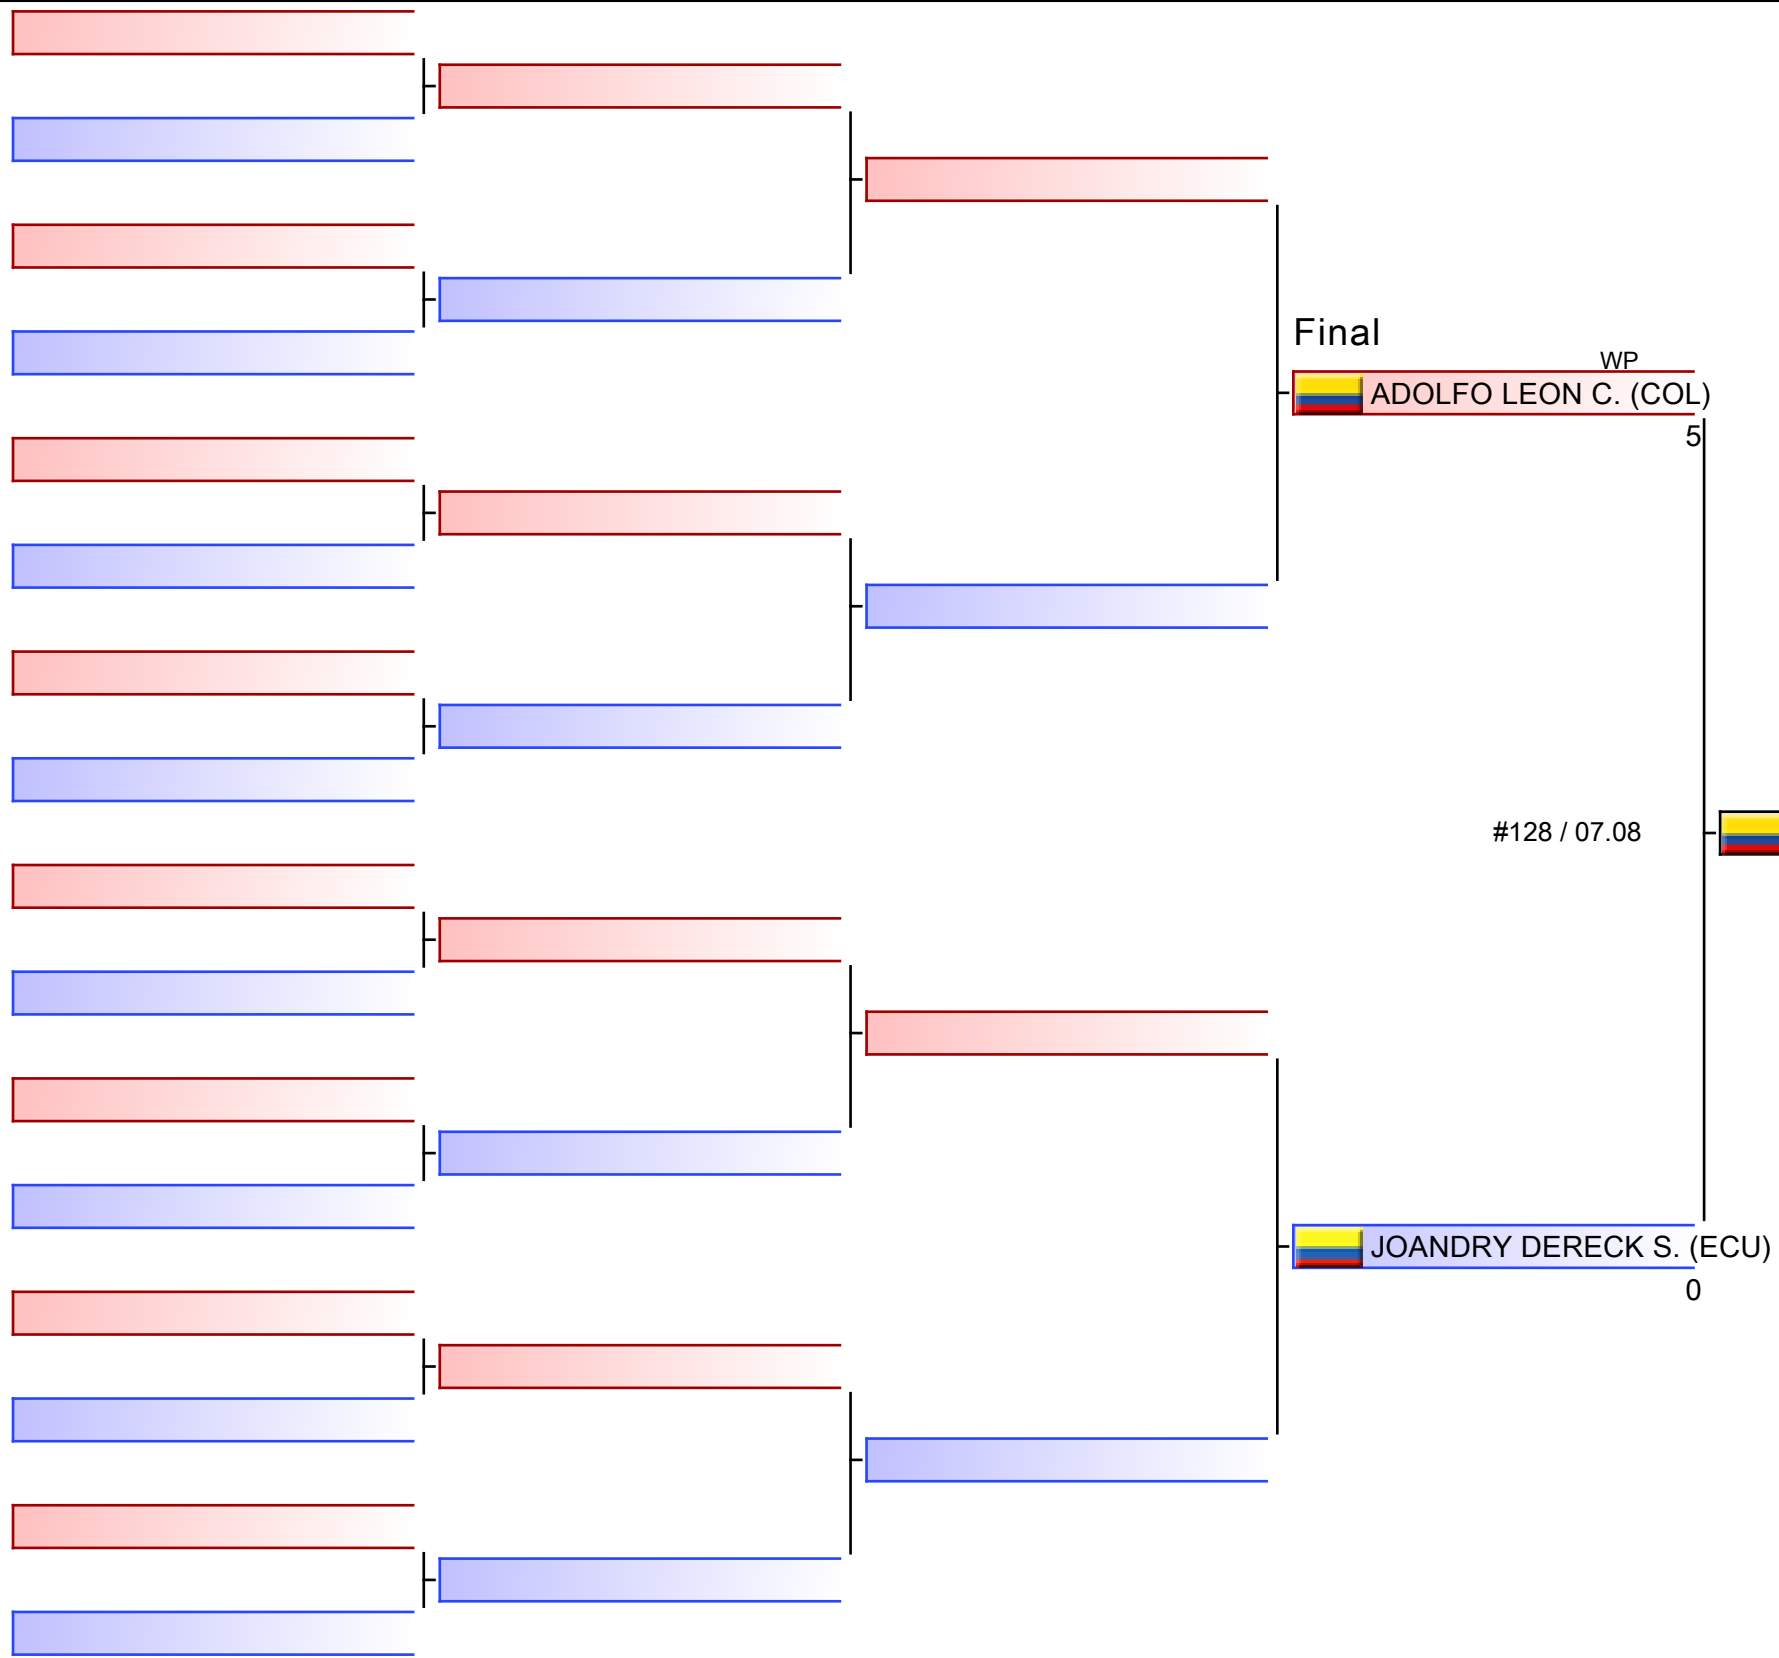 Final
WP
ADOLFO LEON C. (COL)
5
#128 / 07.08
JOANDRY DERECK S. (ECU)
0